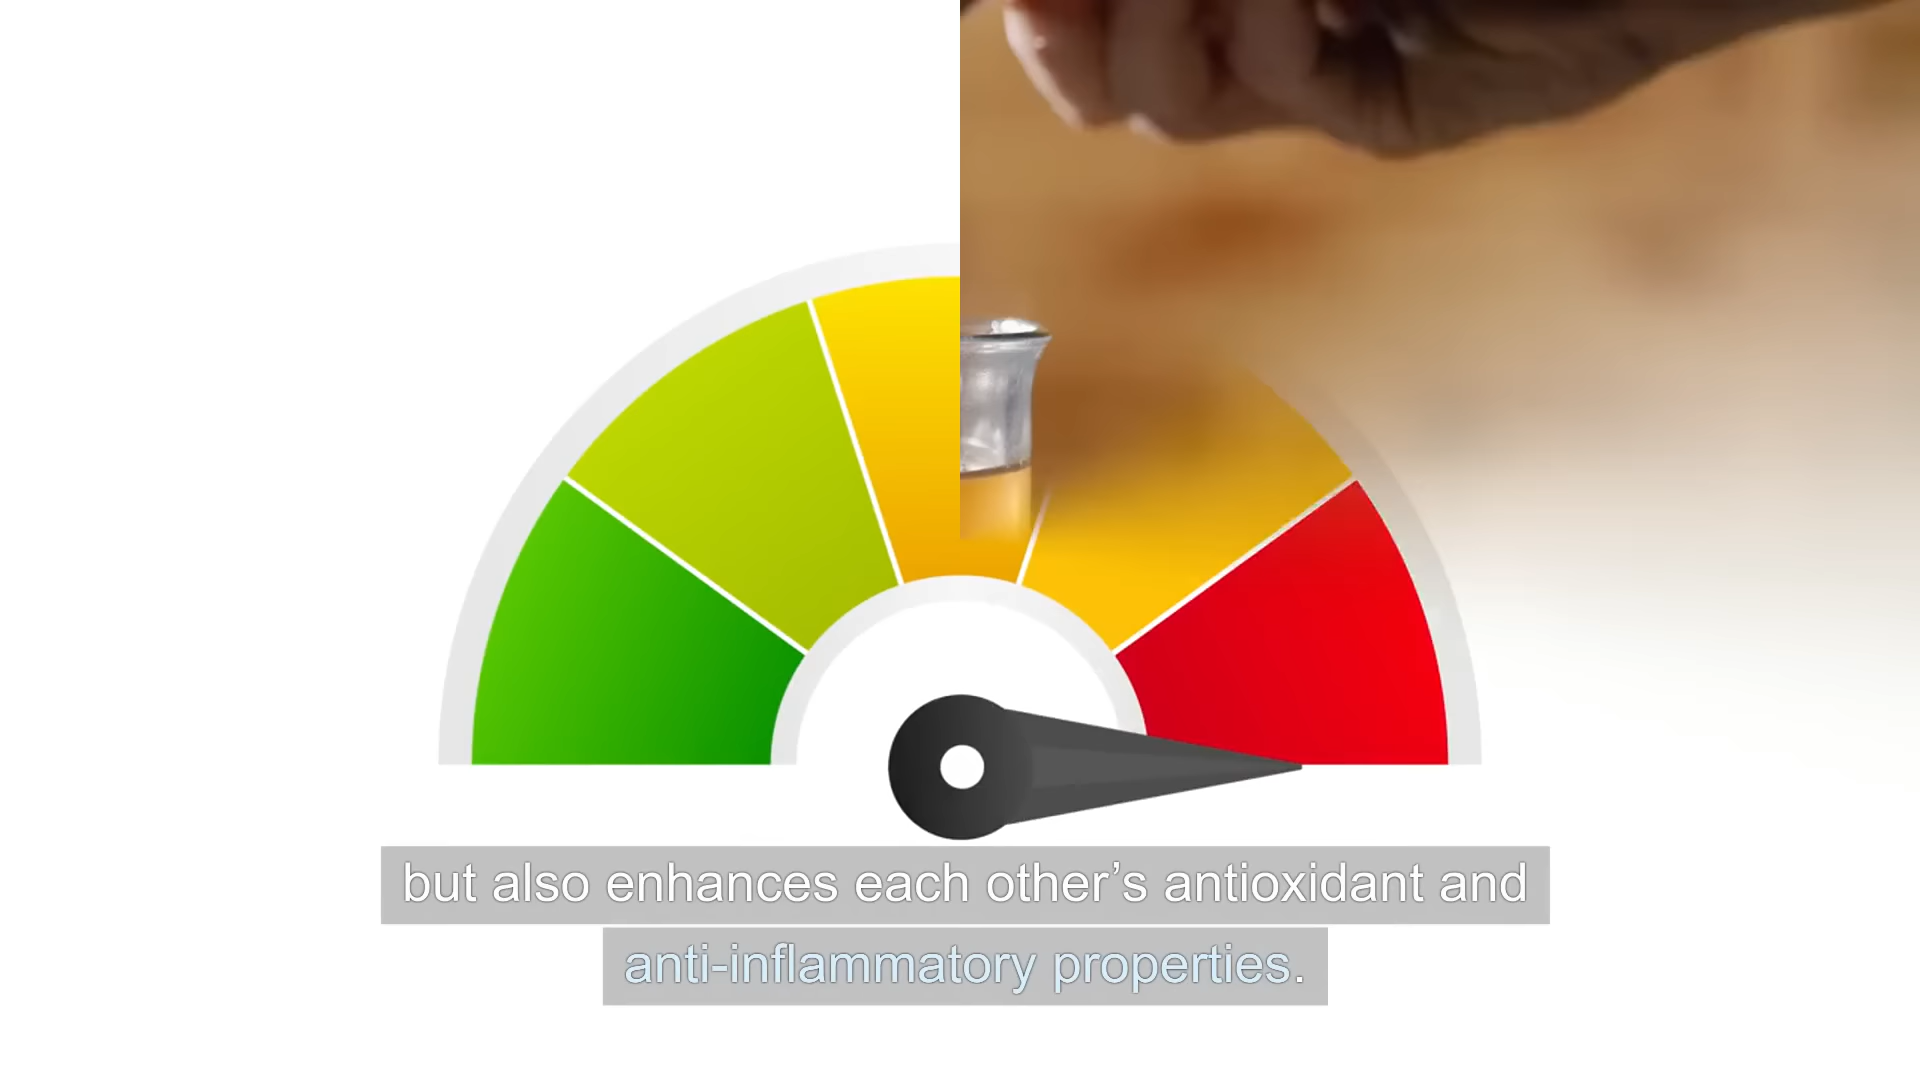 but also enhances each other’s antioxidant and
anti-inflammatory properties.